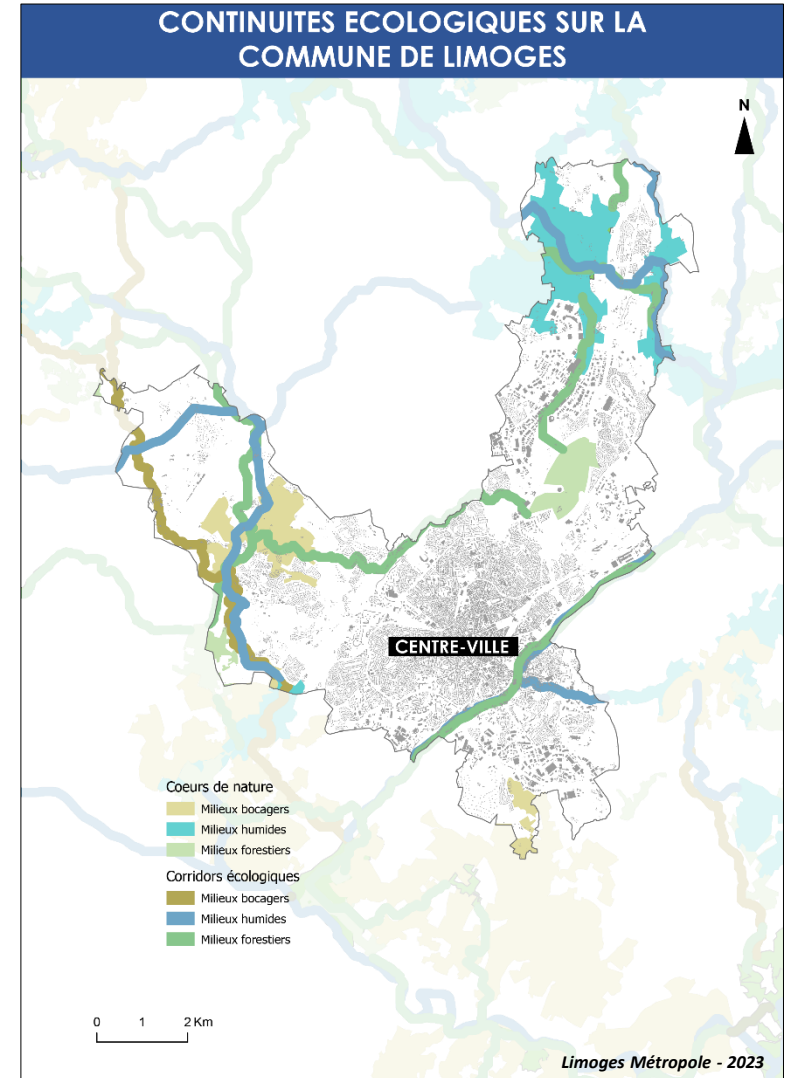 CONTINUITES ECOLOGIQUES SUR LA
COMMUNE DE LIMOGES
N
CENTRE-VILLE
Coeurs de nature
Milieux bocagers
Milieux humides
Milieux forestiers
Corridors écologiques
Milieux bocagers
Milieux humides
Milieux forestiers
0 1 2 Km
Limoges Métropole - 2023